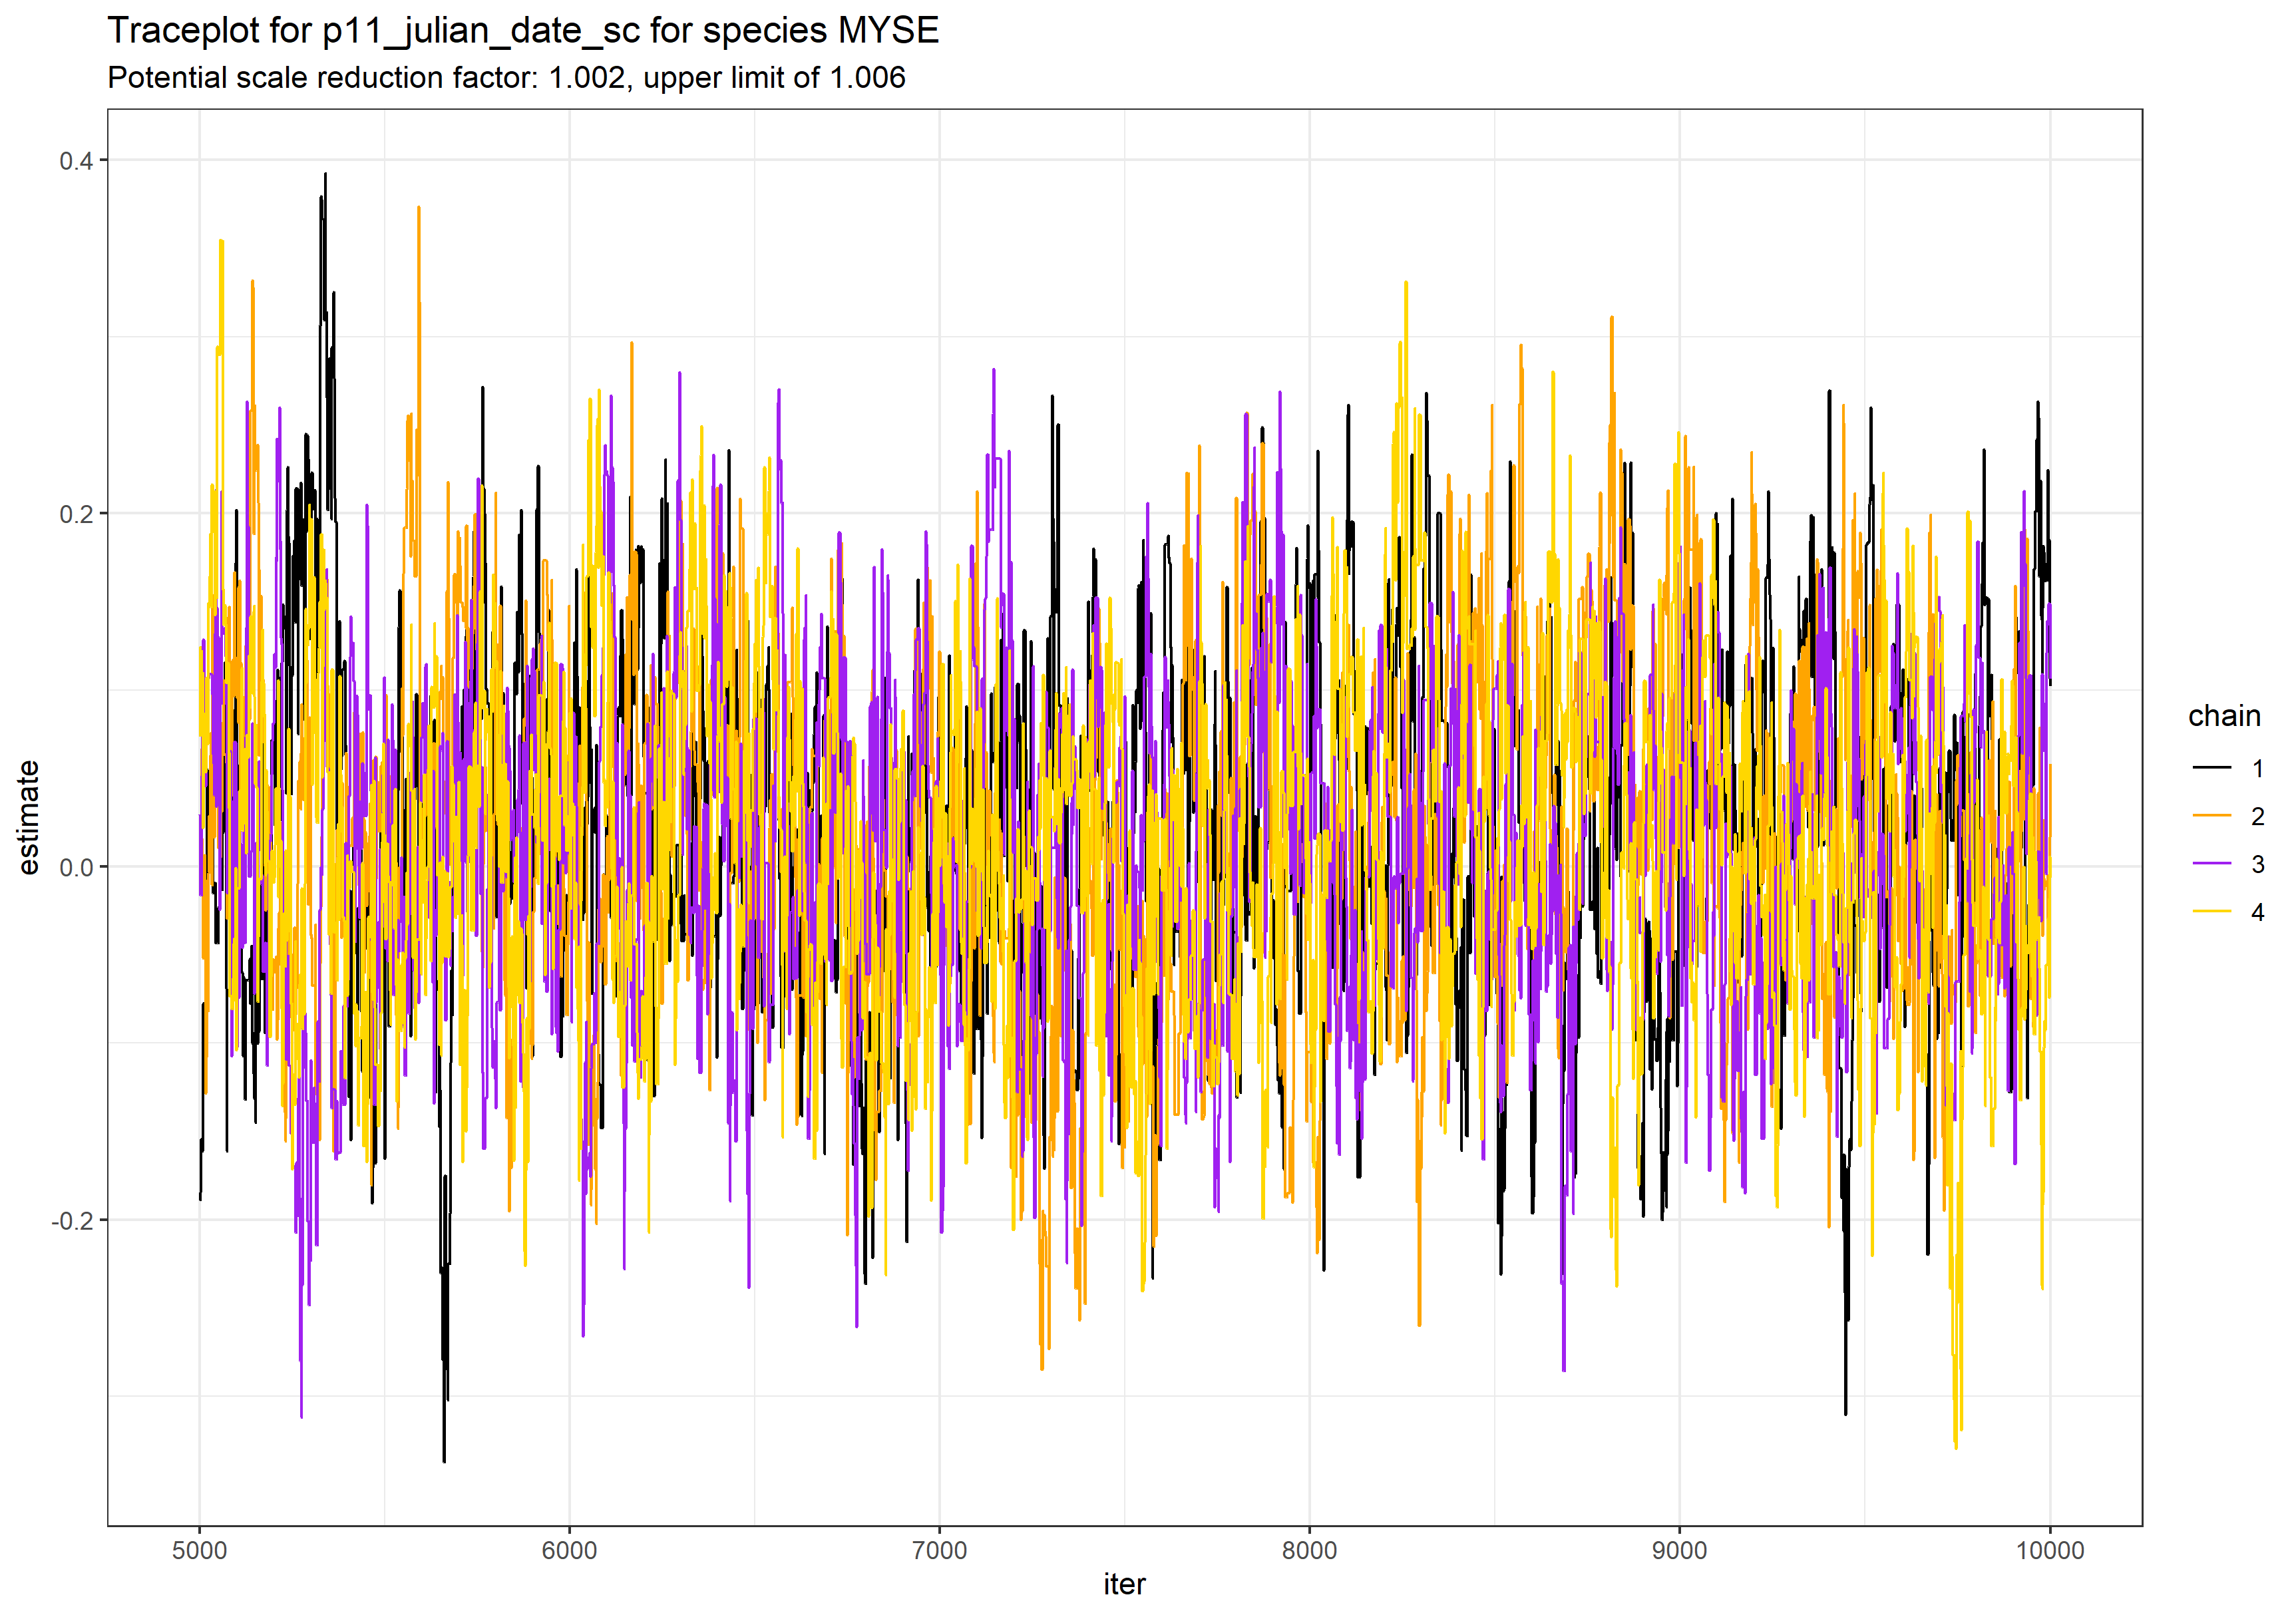 Traceplot for p11_julian_date_sc for species MYSE
Potential scale reduction factor: 1.002, upper limit of 1.006
0.4
0.2
0.0
-0.2
estimate
5000 6000 7000 8000 9000 10000
iter
chain
1
2
3
4